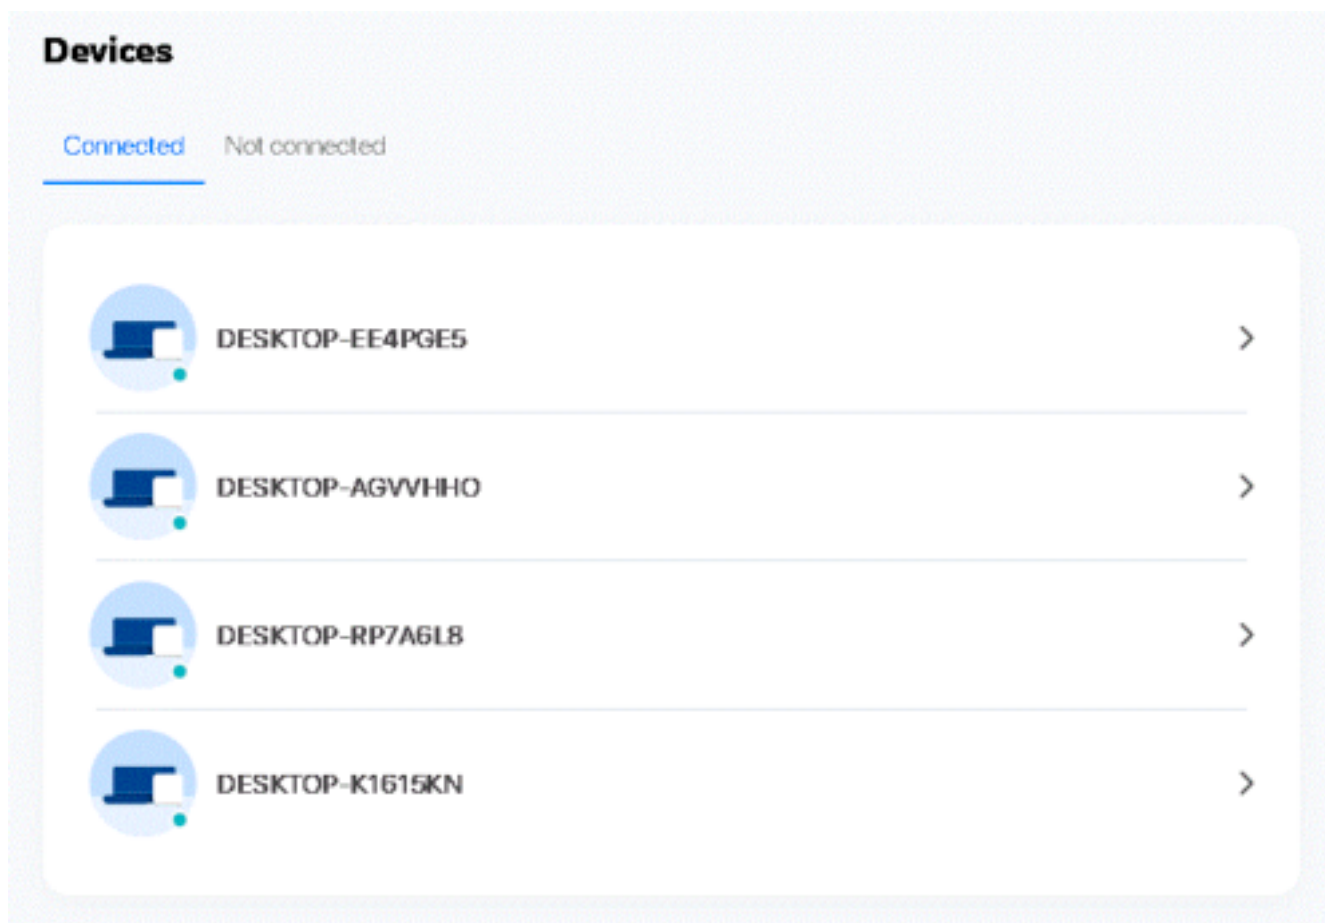 Devices
Connected Not connected
DESKTOP-EE4PGE5
DESKTOP-AGVVHHO
DESKTOP-RP7A6L8
DESKTOP-K1615KN